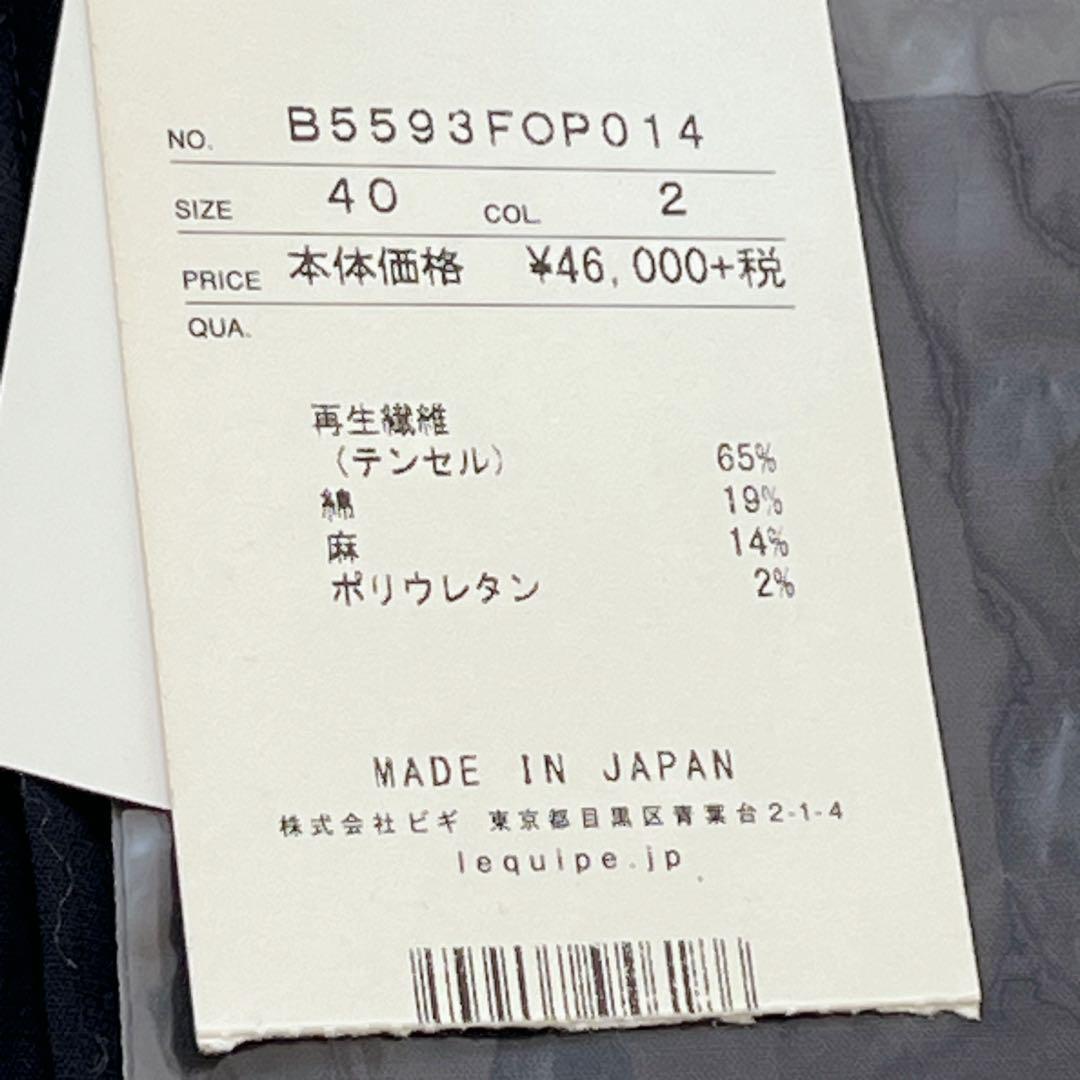 NO. B5593FOP014
SIZE 40 COL. 2
PRICE 本体価格 ¥46,000+税
QUA.
再生繊維
(テンセル) 65%
綿 19%
麻 14%
ポリウレタン 2%
MADE IN JAPAN
株式会社ビギ 東京都目黒区青葉台2-1-4
lequipe.jp